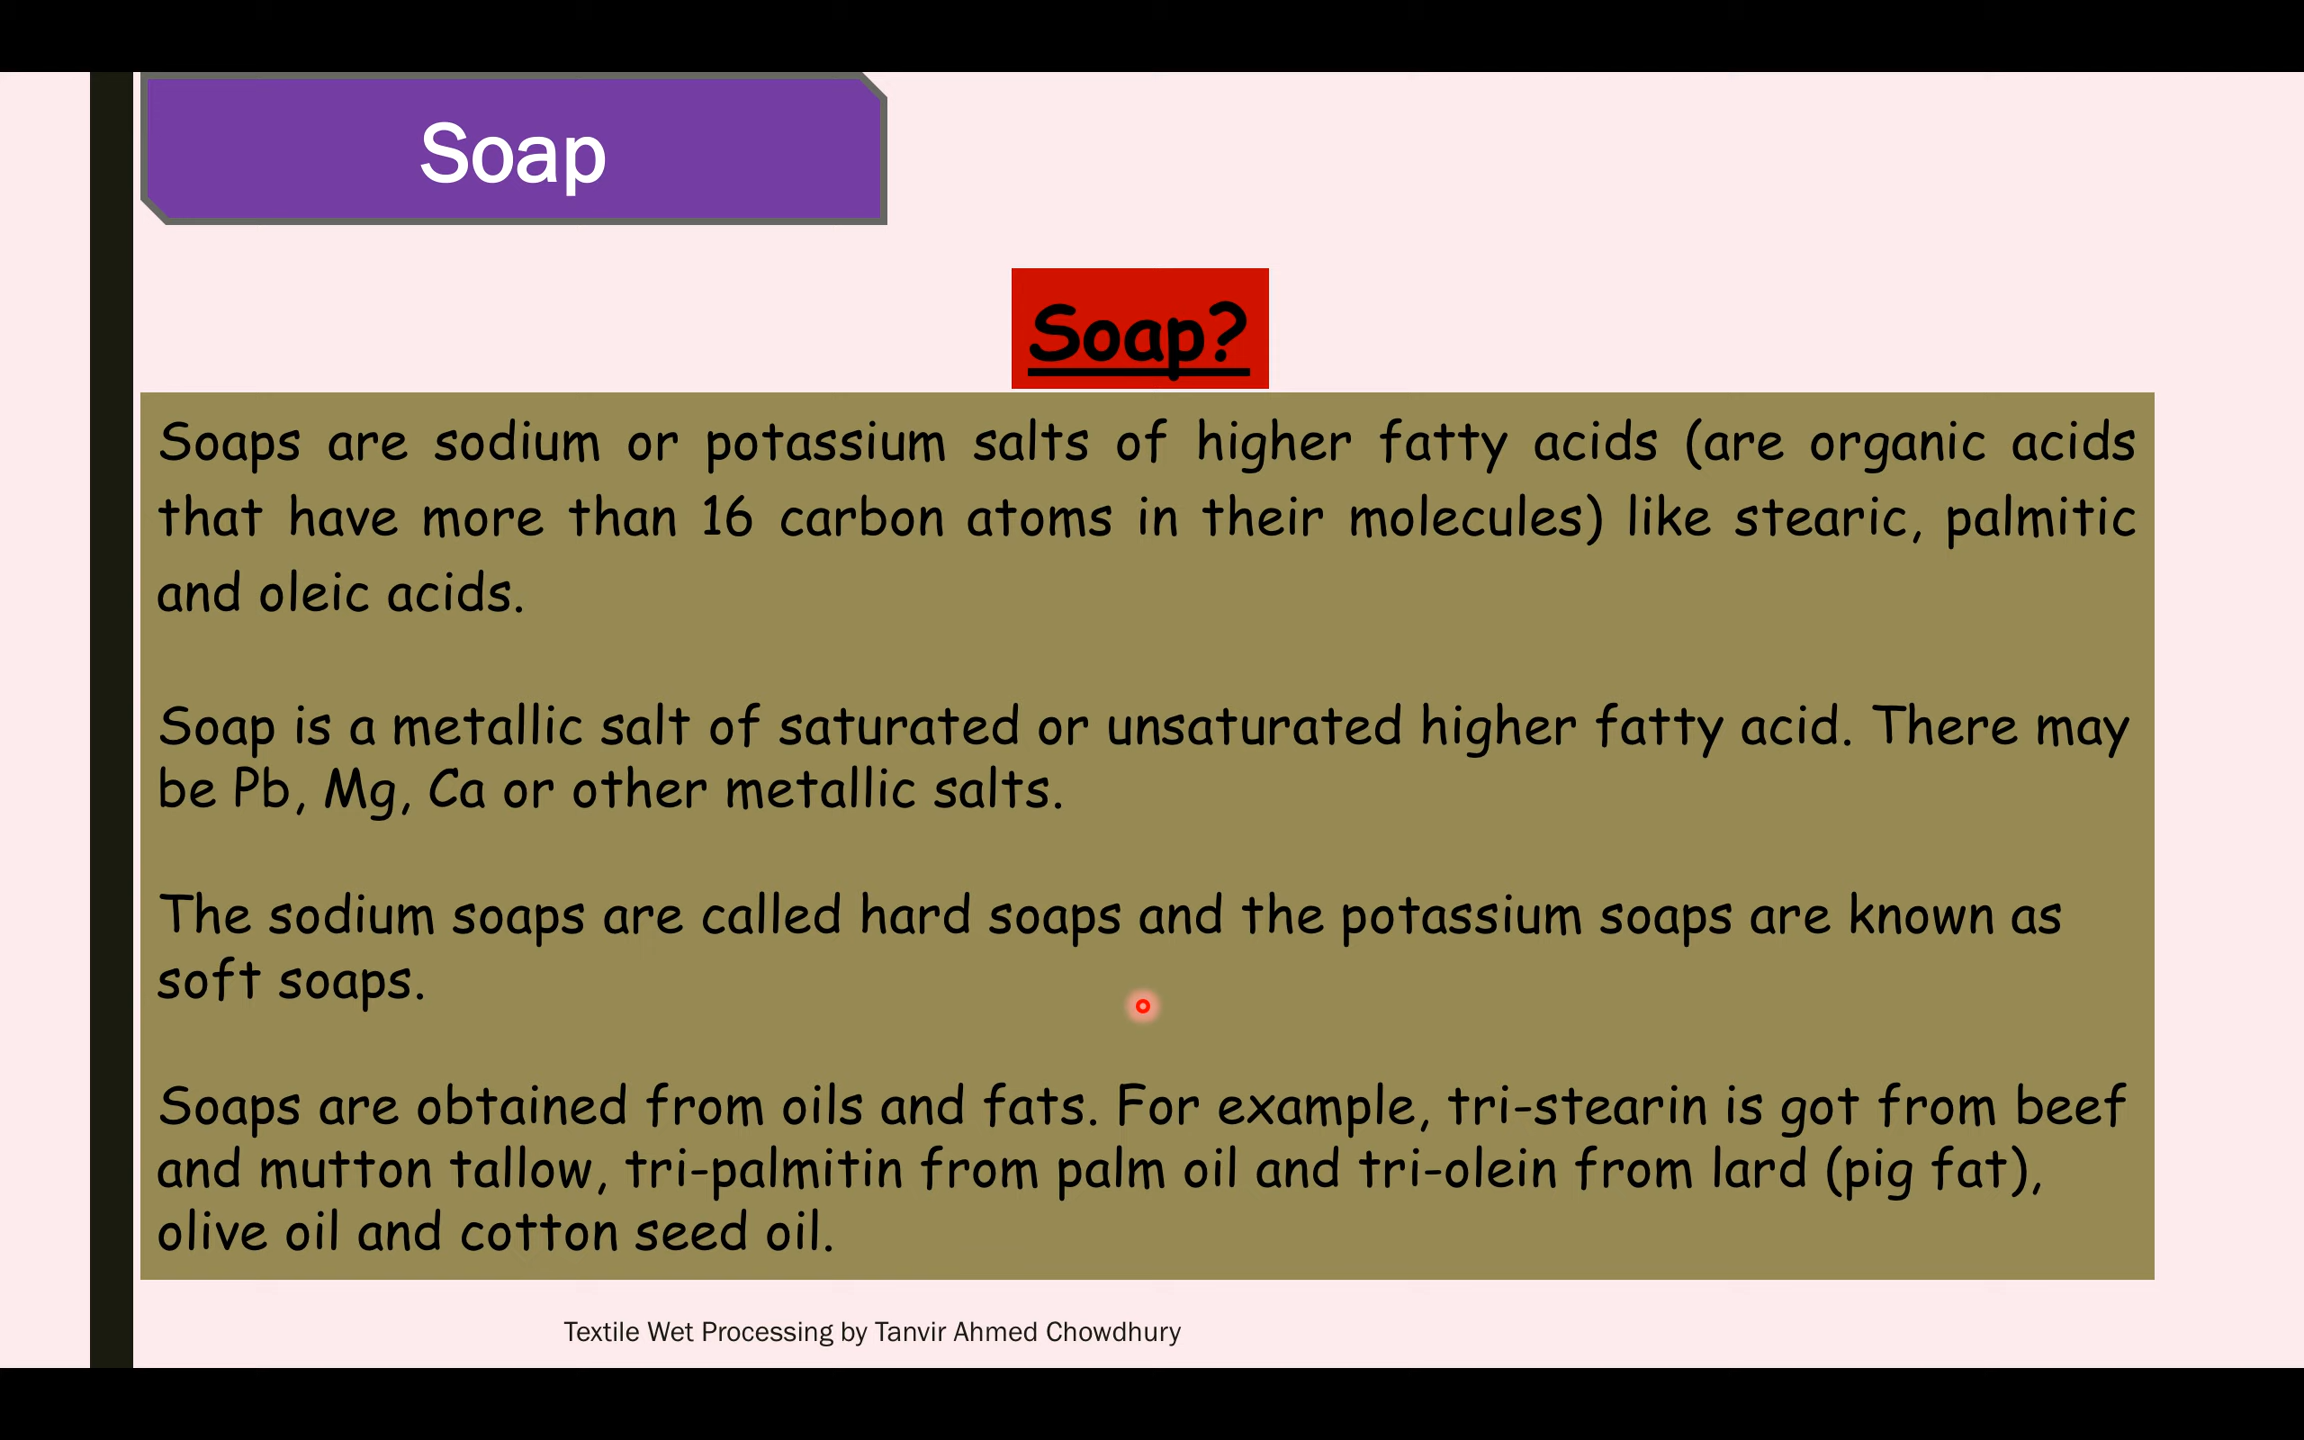 Soap
Soap?
Soaps are sodium or potassium salts of higher fatty acids (are organic acids
that have more than 16 carbon atoms in their molecules) like stearic, palmitic
and oleic acids.
Soap is a metallic salt of saturated or unsaturated higher fatty acid. There may
be Pb, Mg, Ca or other metallic salts.
The sodium soaps are called hard soaps and the potassium soaps are known as
soft soaps.
Soaps are obtained from oils and fats. For example, tri-stearin is got from beef
and mutton tallow, tri-palmitin from palm oil and tri-olein from lard (pig fat),
olive oil and cotton seed oil.
Textile Wet Processing by Tanvir Ahmed Chowdhury